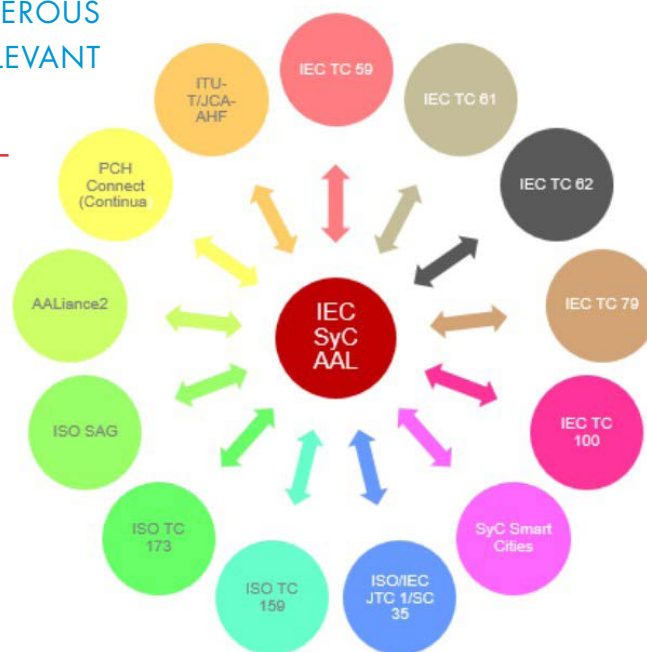 EROUS
LEVANT
IEC TC 59
IEC TC 61
IEC TC 62
IEC TC 79
IEC TC
100
SyC Smart
Cities
ISO/IEC
JTC 1/SC
35
ISO TC
159
ISO TC
173
ISO SAG
AALiance2
PCH
Connect
(Continua
ITU-
T/JCA-
AHF
IEC
SyC
AAL